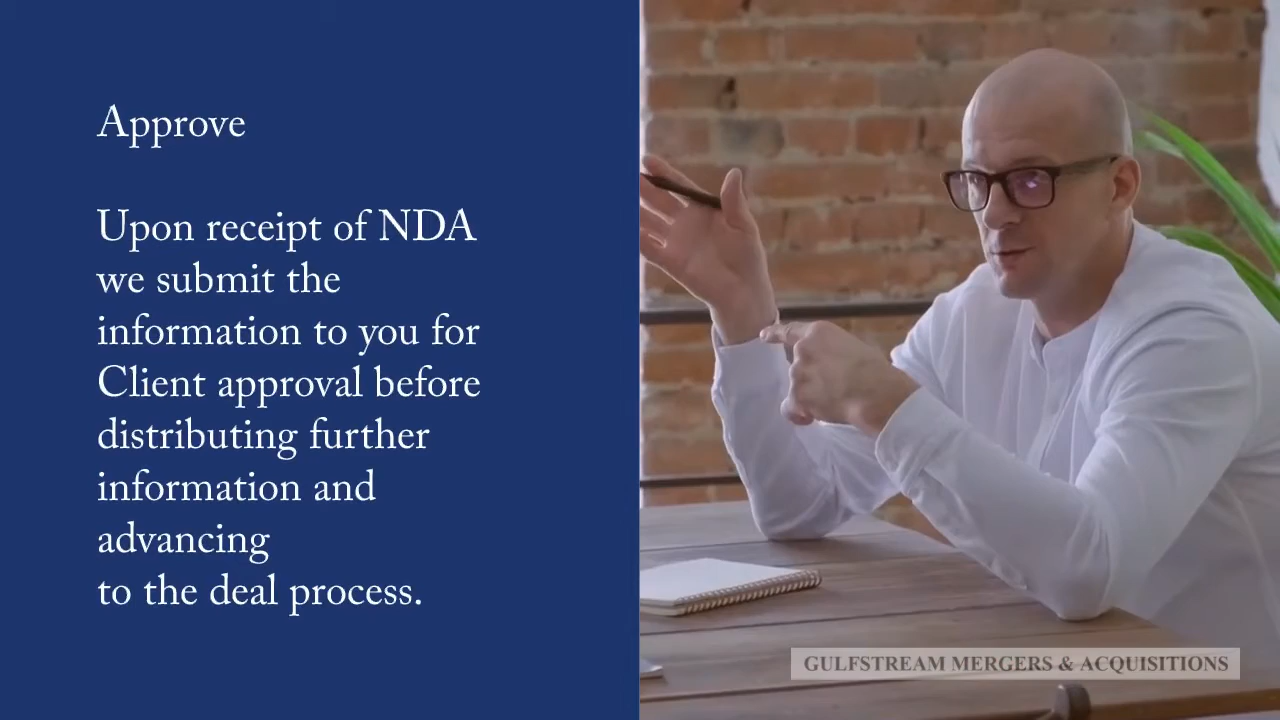 Approve
Upon receipt of NDA
we submit the
information to you for
Client approval before
distributing further
information and
advancing
to the deal process.
GULFSTREAM MERGERS & ACQUISITIONS